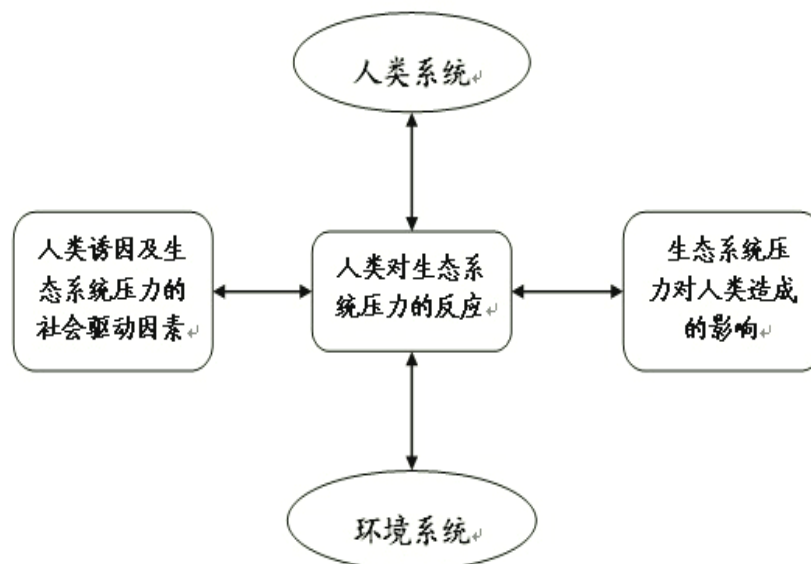 人类系统
人类诱因及生
态系统压力的
社会驱动因素
人类对生态系
统压力的反应
生态系统压
力对人类造成
的影响
环境系统